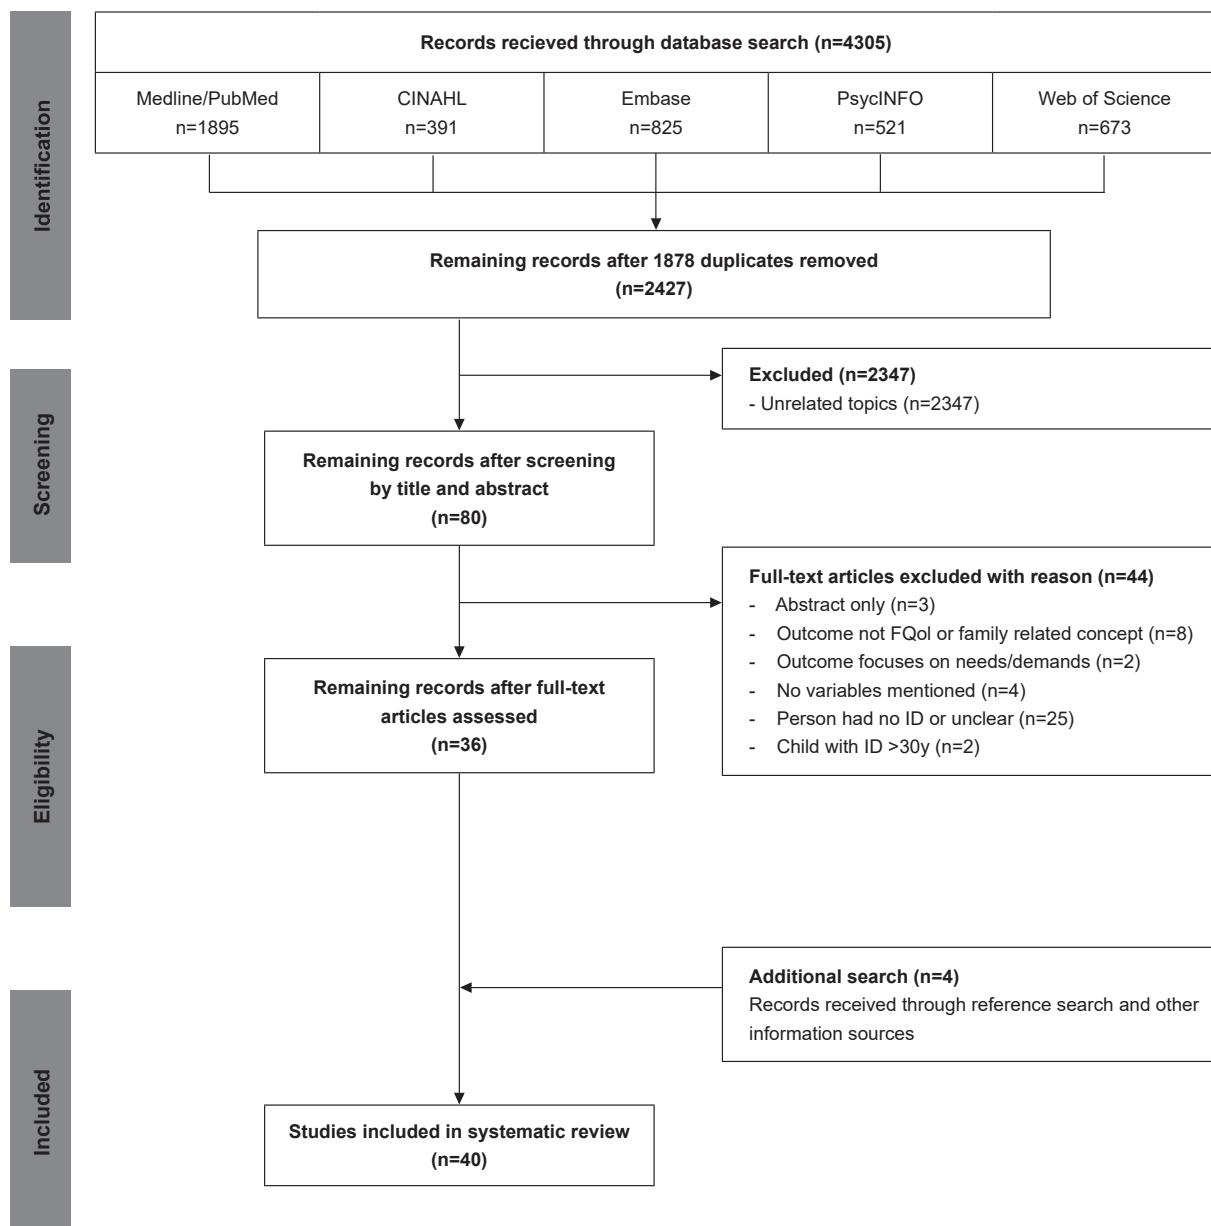 Identification
Records recieved through database search (n=4305)
Medline/PubMed
n=1895
CINAHL
n=391
Embase
n=825
PsycINFO
n=521
Web of Science
n=673
Remaining records after 1878 duplicates removed
(n=2427)
Screening
Excluded (n=2347)
- Unrelated topics (n=2347)
Remaining records after screening
by title and abstract
(n=80)
Full-text articles excluded with reason (n=44)
- Abstract only (n=3)
- Outcome not FQol or family related concept (n=8)
- Outcome focuses on needs/demands (n=2)
- No variables mentioned (n=4)
- Person had no ID or unclear (n=25)
- Child with ID >30y (n=2)
Eligibility
Remaining records after full-text
articles assessed
(n=36)
Additional search (n=4)
Records received through reference search and other
information sources
Included
Studies included in systematic review
(n=40)